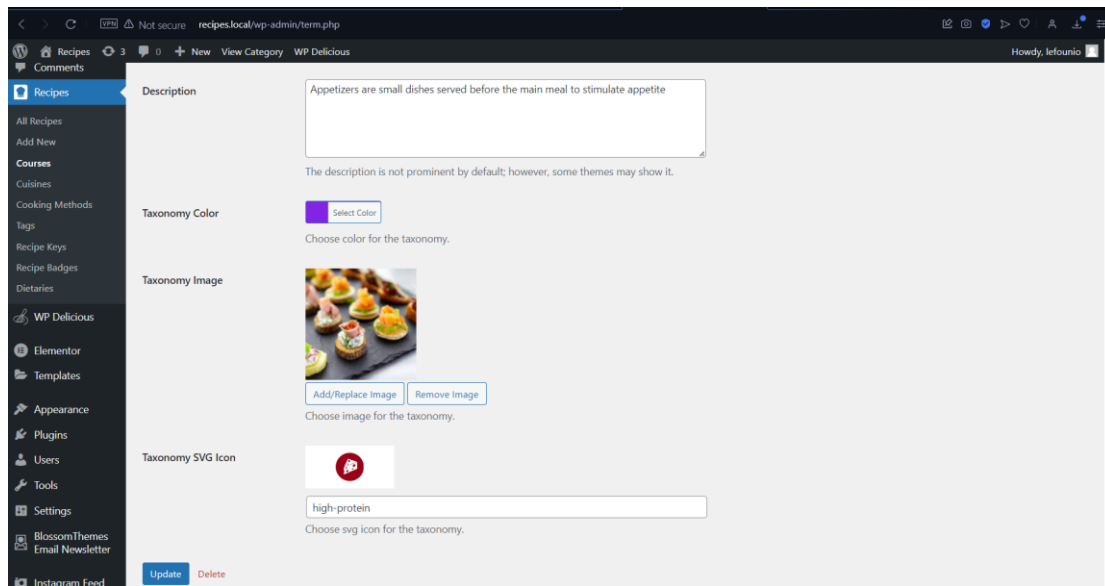 VPN Not secure recipes.local/wp-admin/term.php
Recipes 3 0 New View Category WP Delicious Howdy, lefounio
Comments
Recipes
All Recipes
Add New
Courses
Cuisines
Cooking Methods
Tags
Recipe Keys
Recipe Badges
Dietaries
WP Delicious
Elementor
Templates
Appearance
Plugins
Users
Tools
Settings
BlossomThemes
Email Newsletter
Instagram Feed
Description
Appetizers are small dishes served before the main meal to stimulate appetite
The description is not prominent by default; however, some themes may show it.
Taxonomy Color
Select Color
Choose color for the taxonomy.
Taxonomy Image
Add/Replace Image Remove Image
Choose image for the taxonomy.
Taxonomy SVG Icon
high-protein
Choose svg icon for the taxonomy.
Update Delete